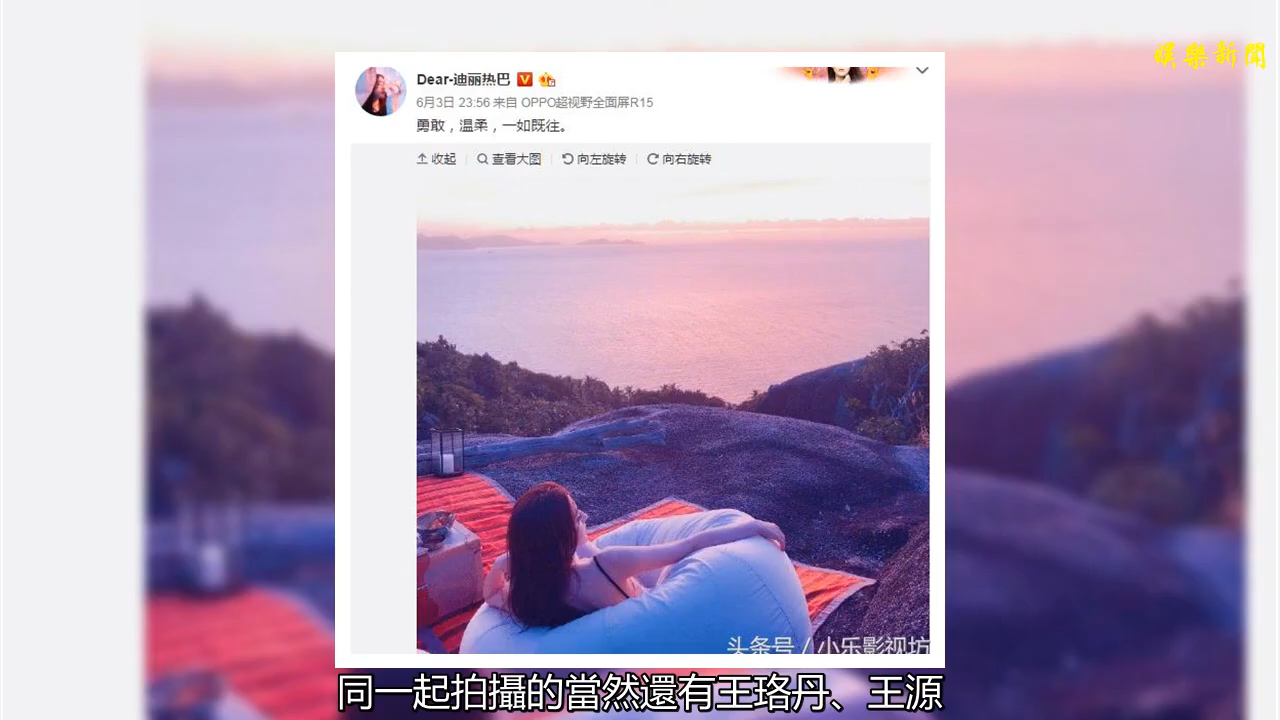 娛樂新聞
Dear-迪丽热巴
6月3日 23:56 来自 OPPO超视野全面屏R15
勇敢，温柔，一如既往。
收起 查看大图 向左旋转 向右旋转
头条号 / 小乐影视坊
同一起拍攝的當然還有王珞丹、王源